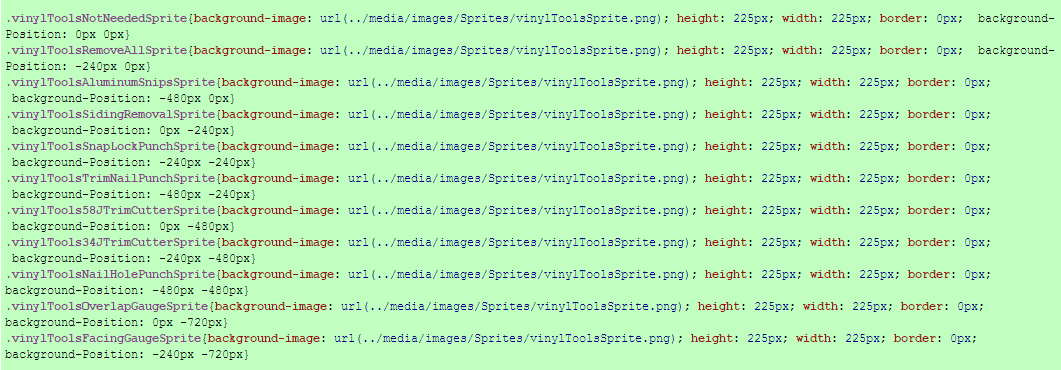 .vinylToolsNotNeededSprite{background-image: url(../media/images/Sprites/vinylToolsSprite.png); height: 225px; width: 225px; border: 0px;  background-
Position: 0px 0px}
.vinylToolsRemoveAllSprite{background-image: url(../media/images/Sprites/vinylToolsSprite.png); height: 225px; width: 225px; border: 0px;  background-
Position: -240px 0px}
.vinylToolsAluminumSnipsSprite{background-image: url(../media/images/Sprites/vinylToolsSprite.png); height: 225px; width: 225px; border: 0px;
 background-Position: -480px 0px}
.vinylToolsSidingRemovalSprite{background-image: url(../media/images/Sprites/vinylToolsSprite.png); height: 225px; width: 225px; border: 0px;
 background-Position: 0px -240px}
.vinylToolsSnapLockPunchSprite{background-image: url(../media/images/Sprites/vinylToolsSprite.png); height: 225px; width: 225px; border: 0px;
 background-Position: -240px -240px}
.vinylToolsTrimNailPunchSprite{background-image: url(../media/images/Sprites/vinylToolsSprite.png); height: 225px; width: 225px; border: 0px;
 background-Position: -480px -240px}
.vinylTools58JTrimCutterSprite{background-image: url(../media/images/Sprites/vinylToolsSprite.png); height: 225px; width: 225px; border: 0px;
 background-Position: 0px -480px}
.vinylTools34JTrimCutterSprite{background-image: url(../media/images/Sprites/vinylToolsSprite.png); height: 225px; width: 225px; border: 0px;
 background-Position: -240px -480px}
.vinylToolsNailHolePunchSprite{background-image: url(../media/images/Sprites/vinylToolsSprite.png); height: 225px; width: 225px; border: 0px;
background-Position: -480px -480px}
.vinylToolsOverlapGaugeSprite{background-image: url(../media/images/Sprites/vinylToolsSprite.png); height: 225px; width: 225px; border: 0px;
background-Position: 0px -720px}
.vinylToolsFacingGaugeSprite{background-image: url(../media/images/Sprites/vinylToolsSprite.png); height: 225px; width: 225px; border: 0px;
background-Position: -240px -720px}